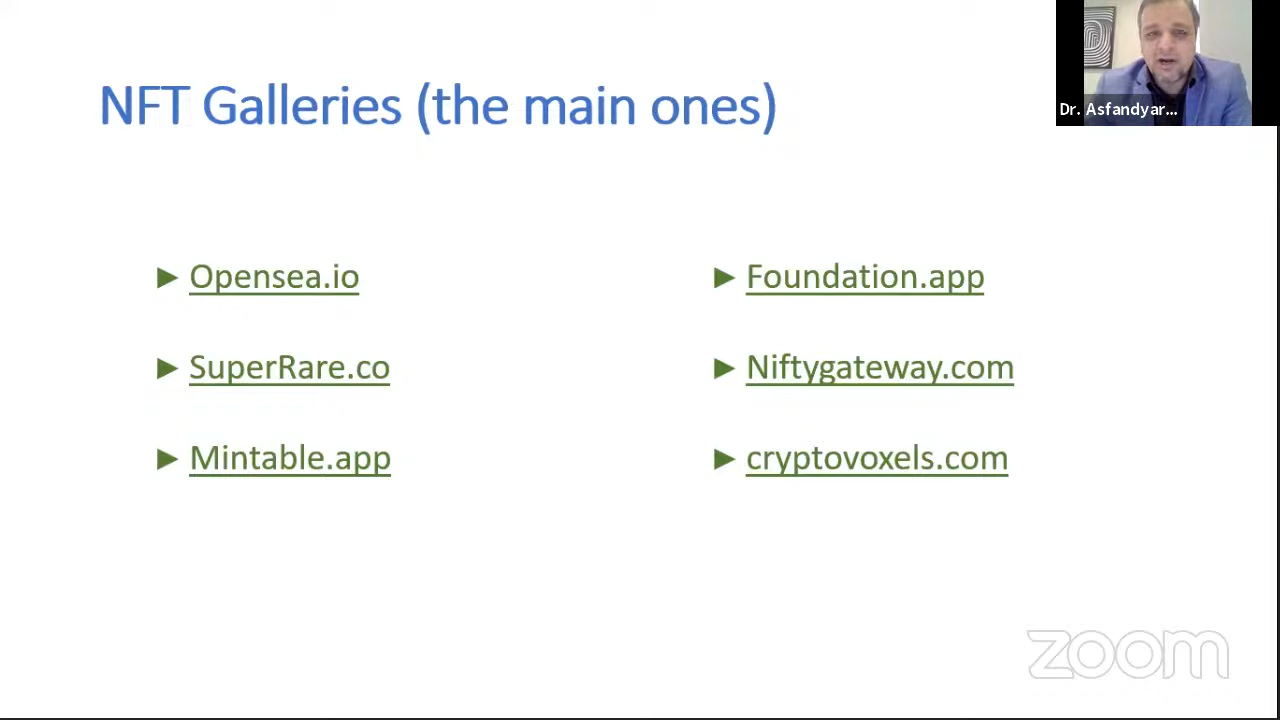 NFT Galleries (the main ones)
Dr. Asfandyar...
► Opensea.io
► SuperRare.co
► Mintable.app
► Foundation.app
► Niftygateway.com
► cryptovoxels.com
zoom